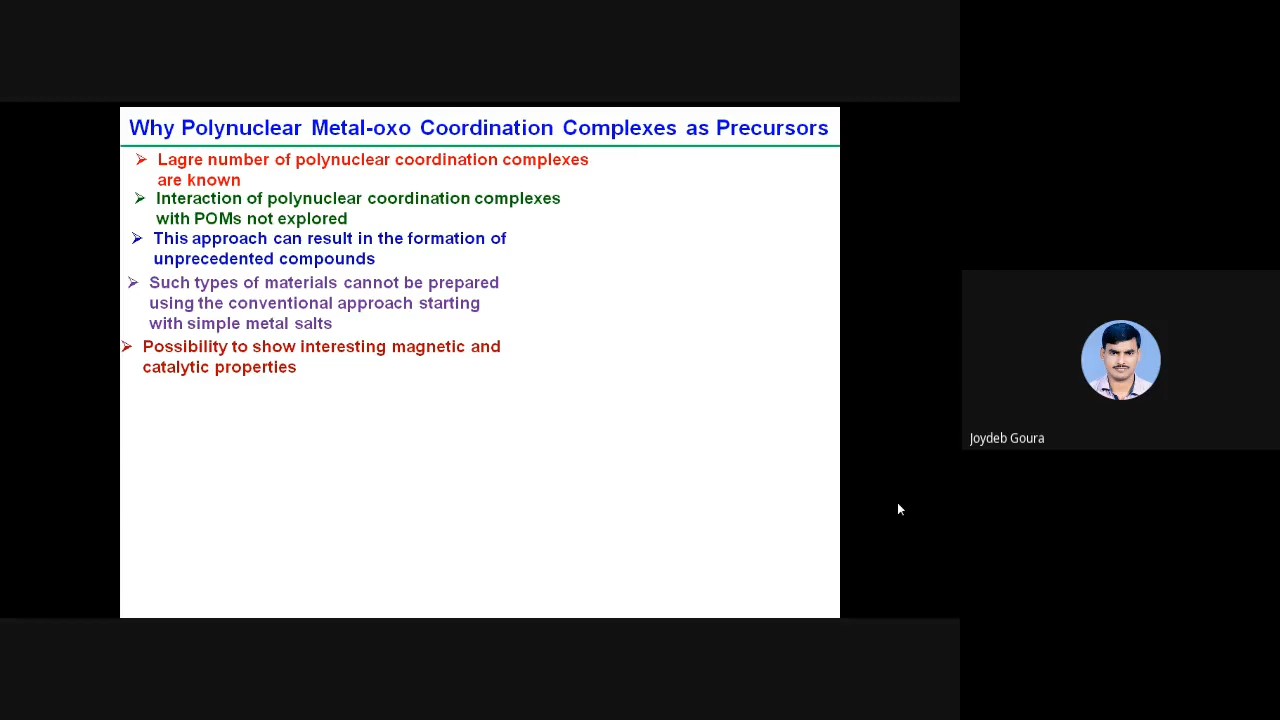 Why Polynuclear Metal-oxo Coordination Complexes as Precursors
Lagre number of polynuclear coordination complexes
are known
Interaction of polynuclear coordination complexes
with POMs not explored
This approach can result in the formation of
unprecedented compounds
Such types of materials cannot be prepared
using the conventional approach starting
with simple metal salts
Possibility to show interesting magnetic and
catalytic properties
Joydeb Goura